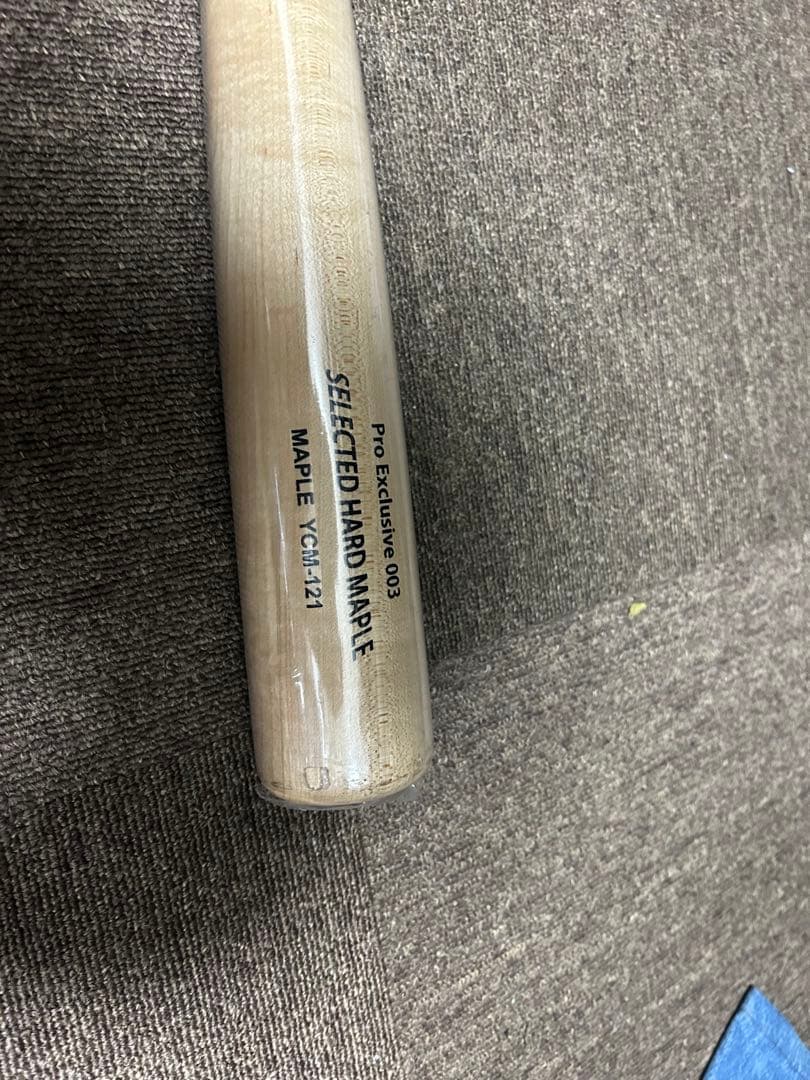 Pro Exclusive 003
SELECTED HARD MAPLE
MAPLE YCM-121